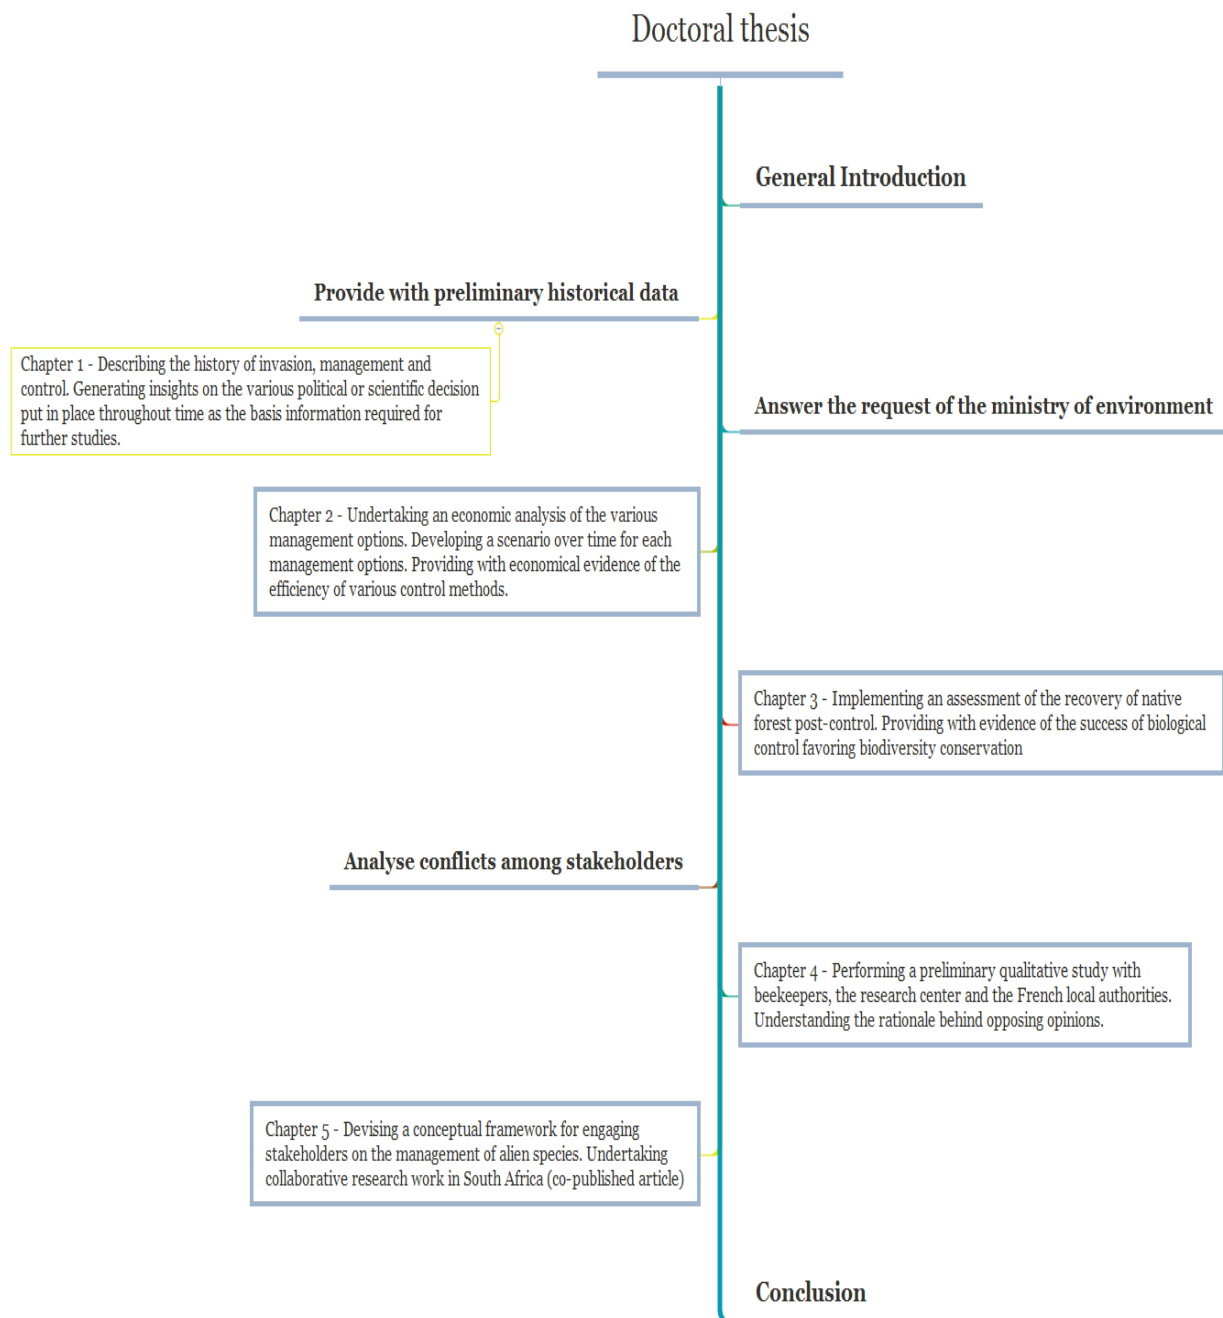 Doctoral thesis
General Introduction
Provide with preliminary historical data
Chapter 1 - Describing the history of invasion, management and
control. Generating insights on the various political or scientific decision
put in place throughout time as the basis information required for
further studies.
Answer the request of the ministry of environment
Chapter 2 - Undertaking an economic analysis of the various
management options. Developing a scenario over time for each
management options. Providing with economical evidence of the
efficiency of various control methods.
Chapter 3 - Implementing an assessment of the recovery of native
forest post-control. Providing with evidence of the success of biological
control favoring biodiversity conservation
Analyse conflicts among stakeholders
Chapter 4 - Performing a preliminary qualitative study with
beekeepers, the research center and the French local authorities.
Understanding the rationale behind opposing opinions.
Chapter 5 - Devising a conceptual framework for engaging
stakeholders on the management of alien species. Undertaking
collaborative research work in South Africa (co-published article)
Conclusion